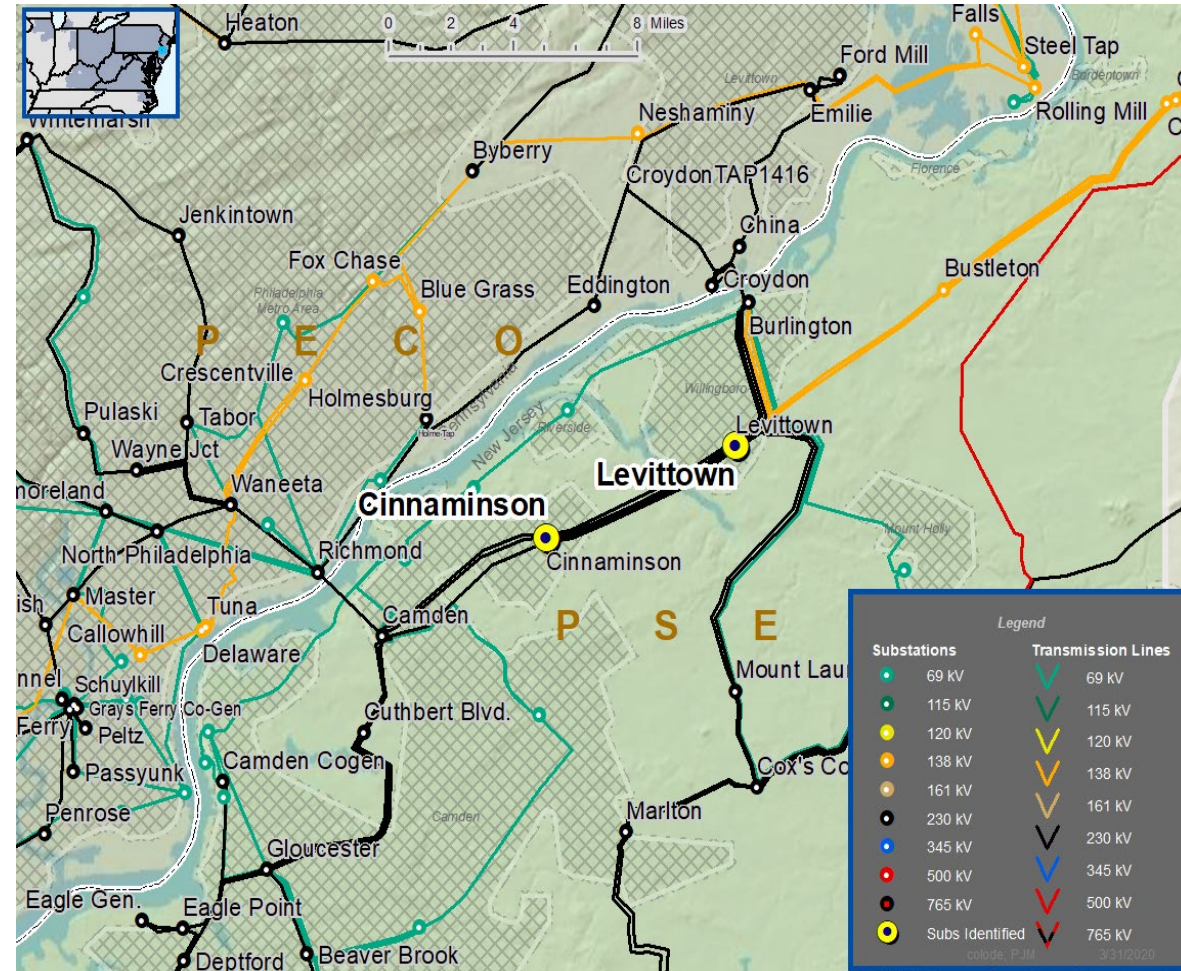 Heaton
0 2 4 8 Miles
Falls
Steel Tap
Ford Mill
Levittown
Bordentown
Whitemarsh
Neshaminy
Emilie
Rolling Mill
Byberry
CroydonTAP1416
Florence
Jenkintown
China
Fox Chase
Bustleton
Philadelphia
Metro Area
Blue Grass
Eddington
Croydon
Burlington
P E C O
Crescentville
Pennsylvania
Willingboro
Holmesburg
Pulaski
Tabor
New Jersey
Riverside
Levittown
Holme Tap
Wayne Jct
Levittown
moreland
Waneeta
Cinnaminson
Mount Holly
North Philadelphia
Richmond
Cinnaminson
ish
Master
Tuna
Camden
P S E
Callowhill
Delaware
Mount Lau
nnel
Schuylkill
Grays Ferry Co-Gen
Ferry
Peltz
Cuthbert Blvd.
Passyunk
Camden Cogen
Cox's Co
Penrose
Camden
Marlton
Gloucester
Eagle Gen.
Eagle Point
Deptford
Beaver Brook
Legend
Substations Transmission Lines
69 kV 69 kV
115 kV 115 kV
120 kV 120 kV
138 kV 138 kV
161 kV 161 kV
230 kV 230 kV
345 kV 345 kV
500 kV 500 kV
765 kV 765 kV
Subs Identified
colode, PJM 3/31/2020